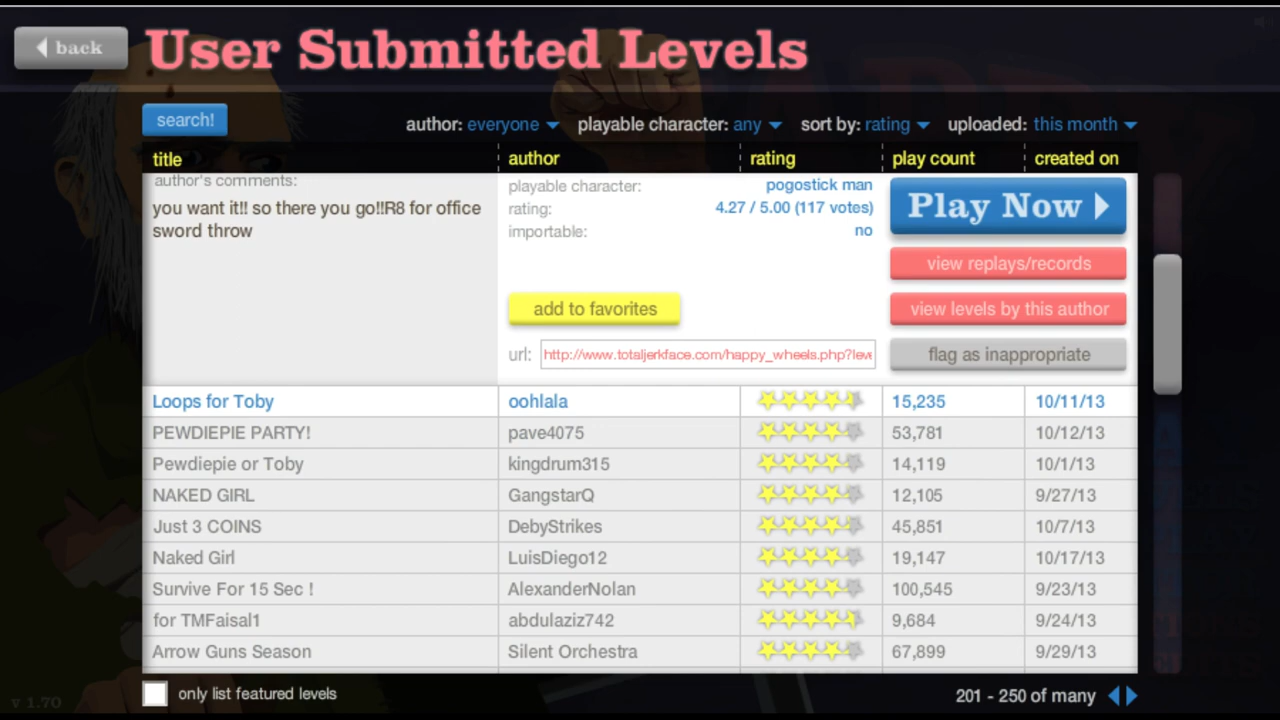 back
User Submitted Levels
search!
author: everyone
playable character: any
sort by: rating
uploaded: this month
title
author
rating
play count
created on
author's comments:
you want it!! so there you go!!R8 for office
sword throw
playable character: pogostick man
rating: 4.27 / 5.00 (117 votes)
importable: no
add to favorites
url: http://www.totaljerkface.com/happy_wheels.php?leve
Play Now
view replays/records
view levels by this author
flag as inappropriate
Loops for Toby oohlala 15,235 10/11/13
PEWDIEPIE PARTY! pave4075 53,781 10/12/13
Pewdiepie or Toby kingdrum315 14,119 10/1/13
NAKED GIRL GangstarQ 12,105 9/27/13
Just 3 COINS DebyStrikes 45,851 10/7/13
Naked Girl LuisDiego12 19,147 10/17/13
Survive For 15 Sec ! AlexanderNolan 100,545 9/23/13
for TMFaisal1 abdulaziz742 9,684 9/24/13
Arrow Guns Season Silent Orchestra 67,899 9/29/13
only list featured levels
201 - 250 of many
v 1.70